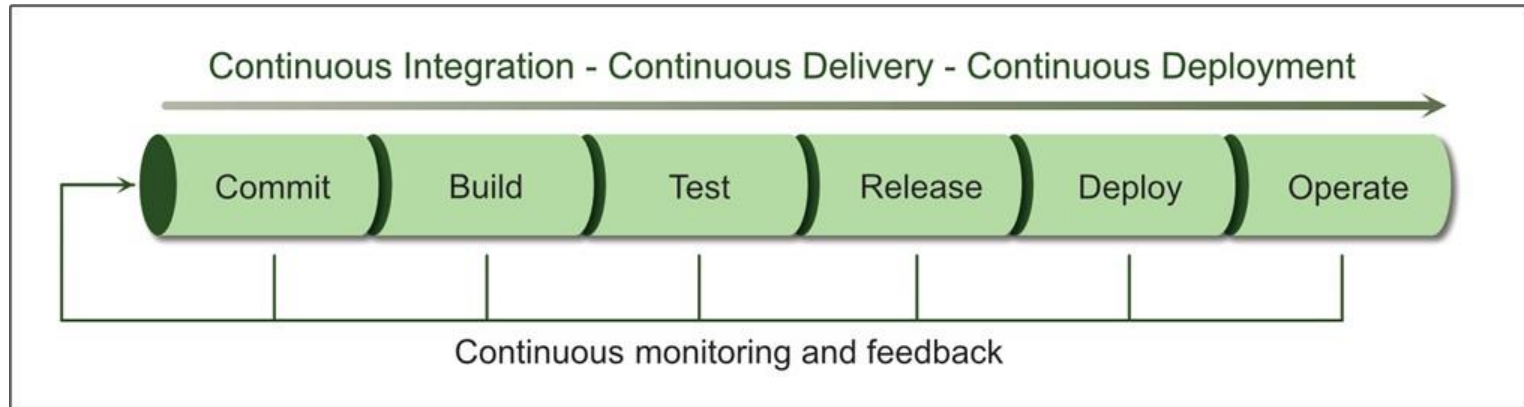 Continuous Integration - Continuous Delivery - Continuous Deployment
Commit Build Test Release Deploy Operate
Continuous monitoring and feedback